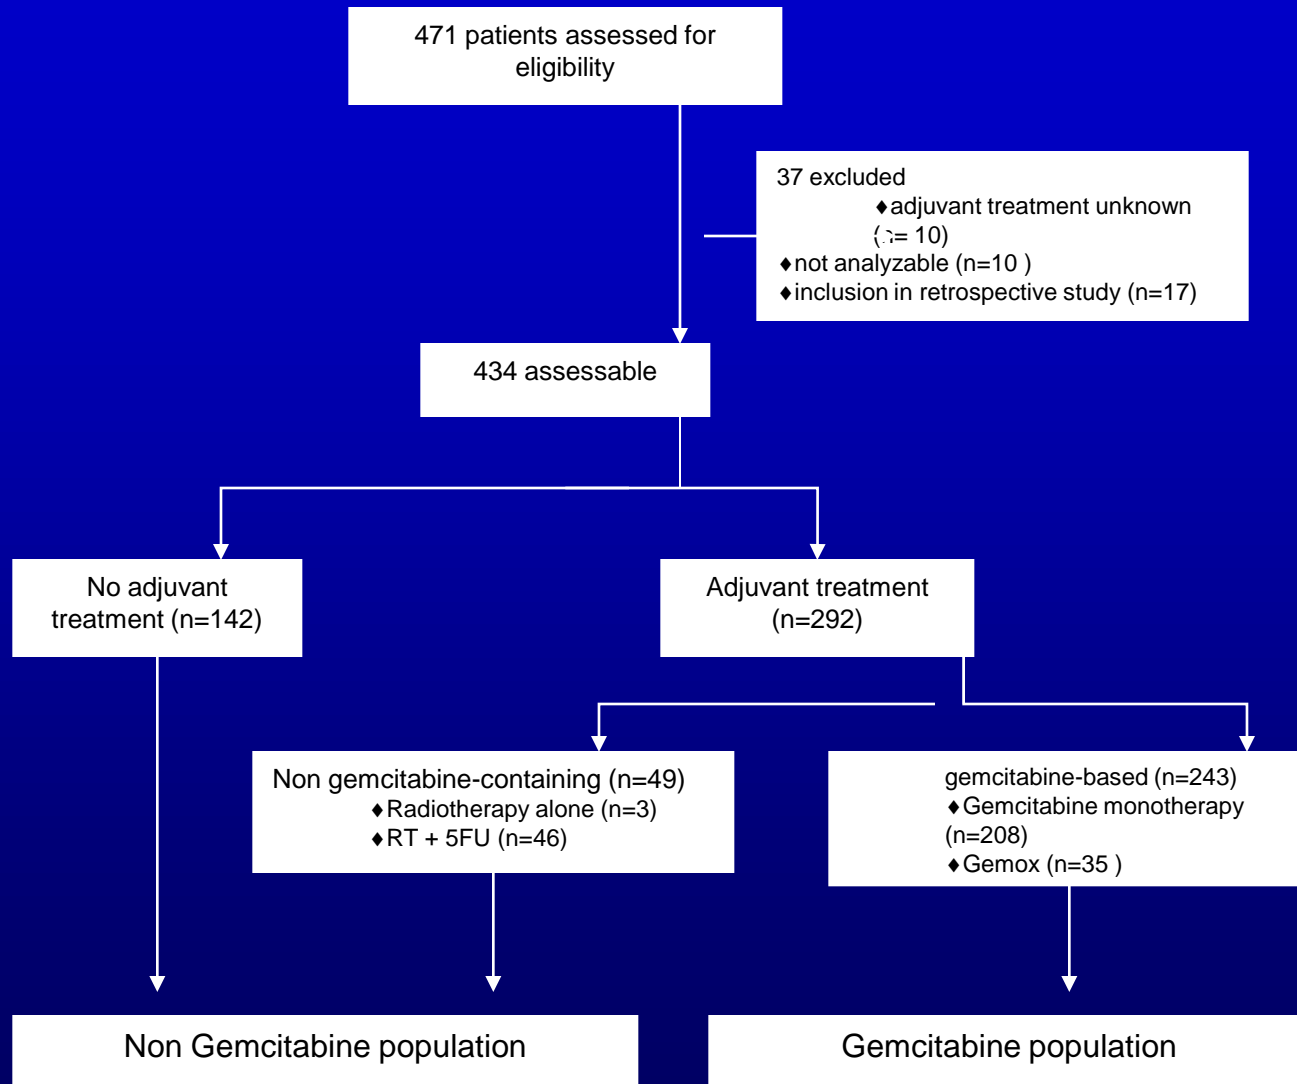 471 patients assessed for
eligibility
37 excluded
♦adjuvant treatment unknown
(n= 10)
♦not analyzable (n=10 )
♦inclusion in retrospective study (n=17)
434 assessable
No adjuvant
treatment (n=142)
Adjuvant treatment
(n=292)
Non gemcitabine-containing (n=49)
♦Radiotherapy alone (n=3)
♦RT + 5FU (n=46)
gemcitabine-based (n=243)
♦Gemcitabine monotherapy
(n=208)
♦Gemox (n=35 )
Non Gemcitabine population
Gemcitabine population